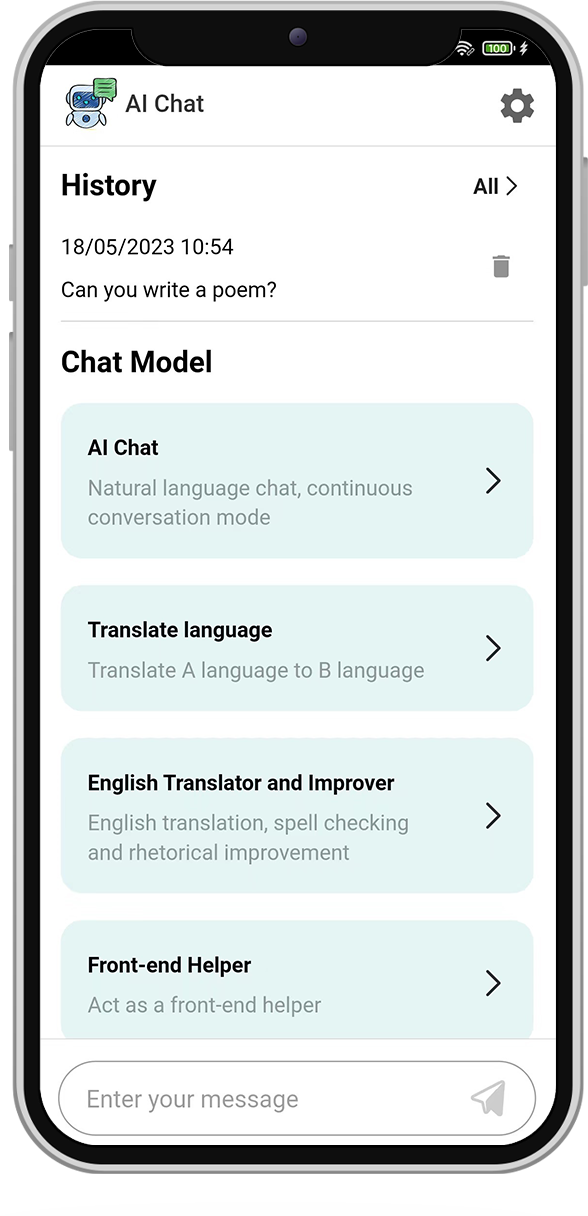 100
AI Chat
History
All
18/05/2023 10:54
Can you write a poem?
Chat Model
AI Chat
Natural language chat, continuous
conversation mode
Translate language
Translate A language to B language
English Translator and Improver
English translation, spell checking
and rhetorical improvement
Front-end Helper
Act as a front-end helper
Enter your message